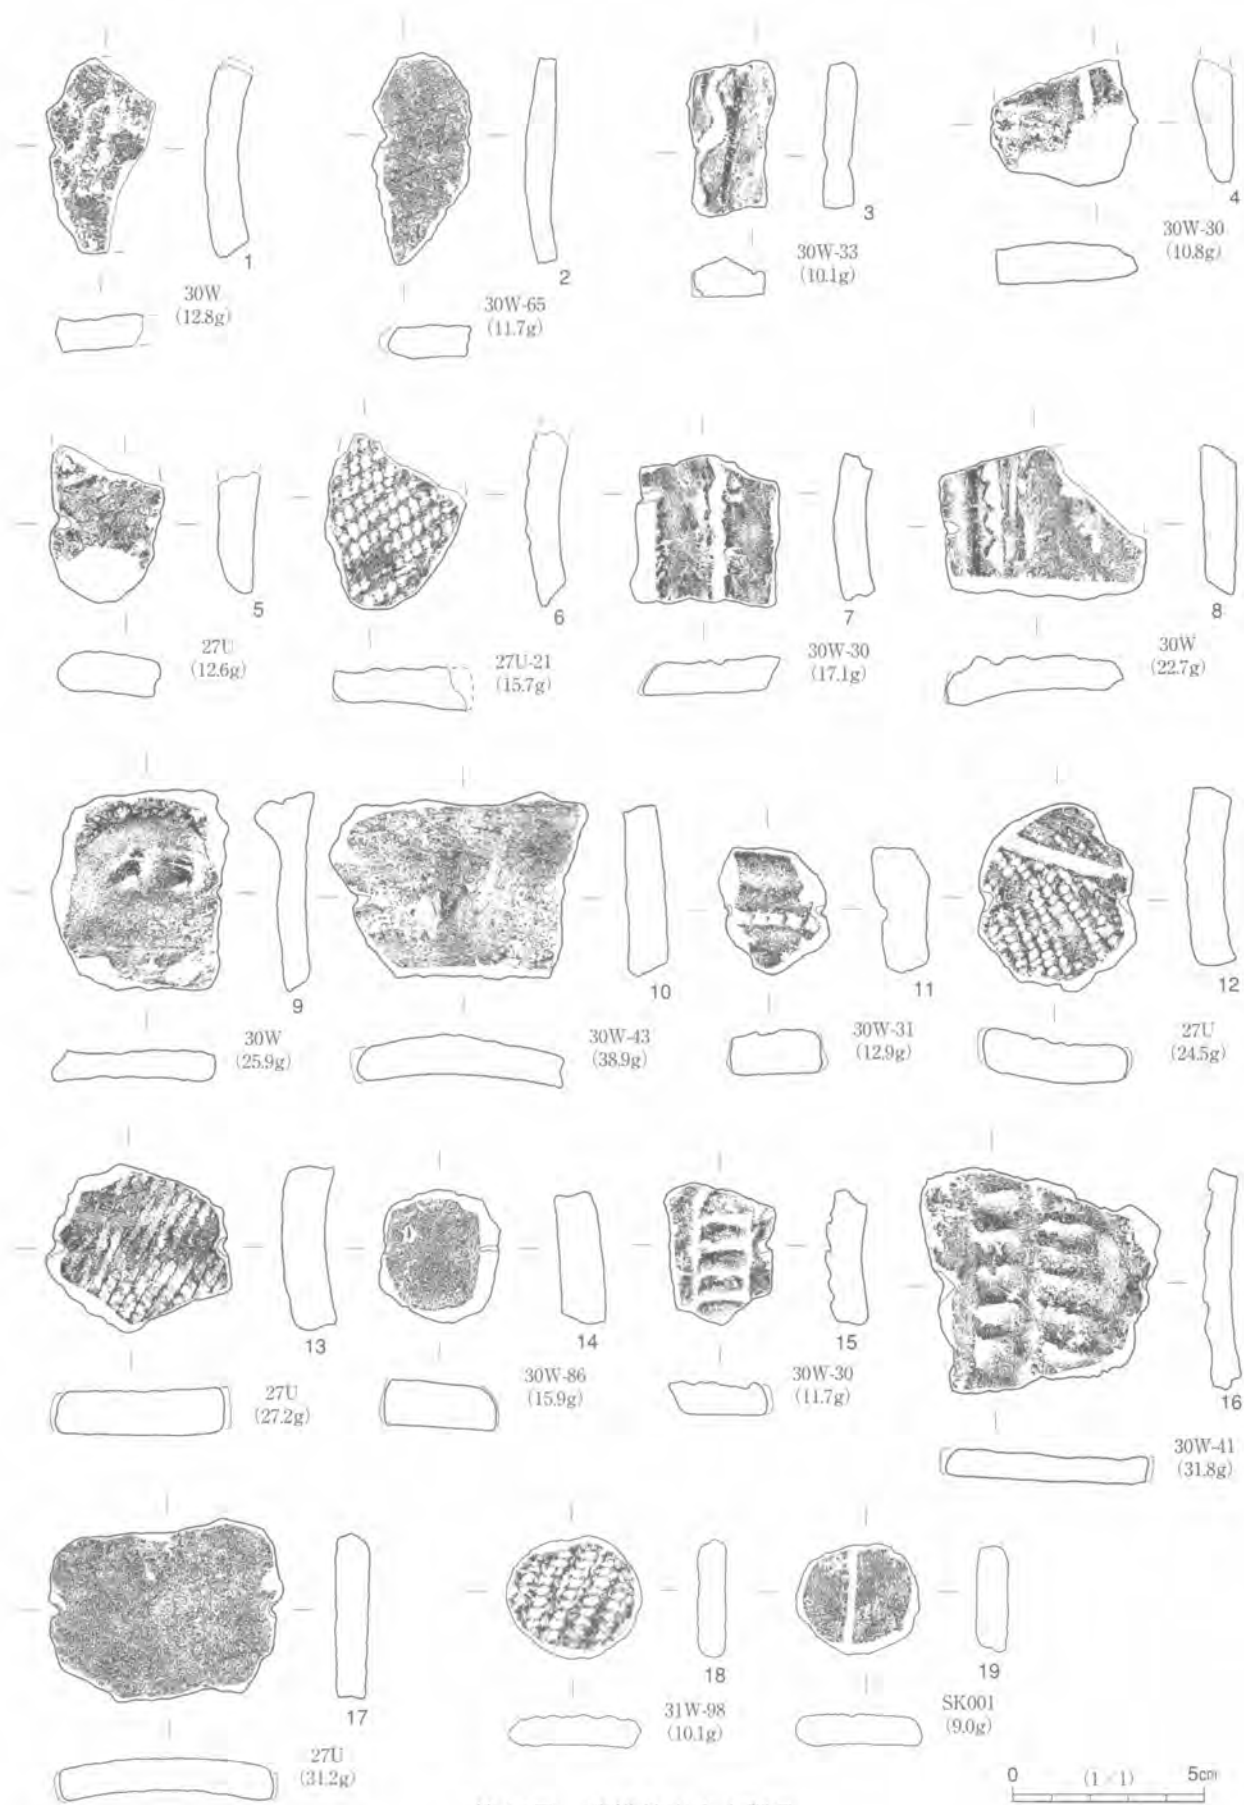 1
30W
(12.8g)
2
30W-65
(11.7g)
3
30W-33
(10.1g)
4
30W-30
(10.8g)
5
27U
(12.6g)
6
27U-21
(15.7g)
7
30W-30
(17.1g)
8
30W
(22.7g)
9
30W
(25.9g)
10
30W-43
(38.9g)
11
30W-31
(12.9g)
12
27U
(24.5g)
13
27U
(27.2g)
14
30W-86
(15.9g)
15
30W-30
(11.7g)
16
30W-41
(31.8g)
17
27U
(31.2g)
18
31W-98
(10.1g)
19
SK001
(9.0g)
0 (1×1) 5cm